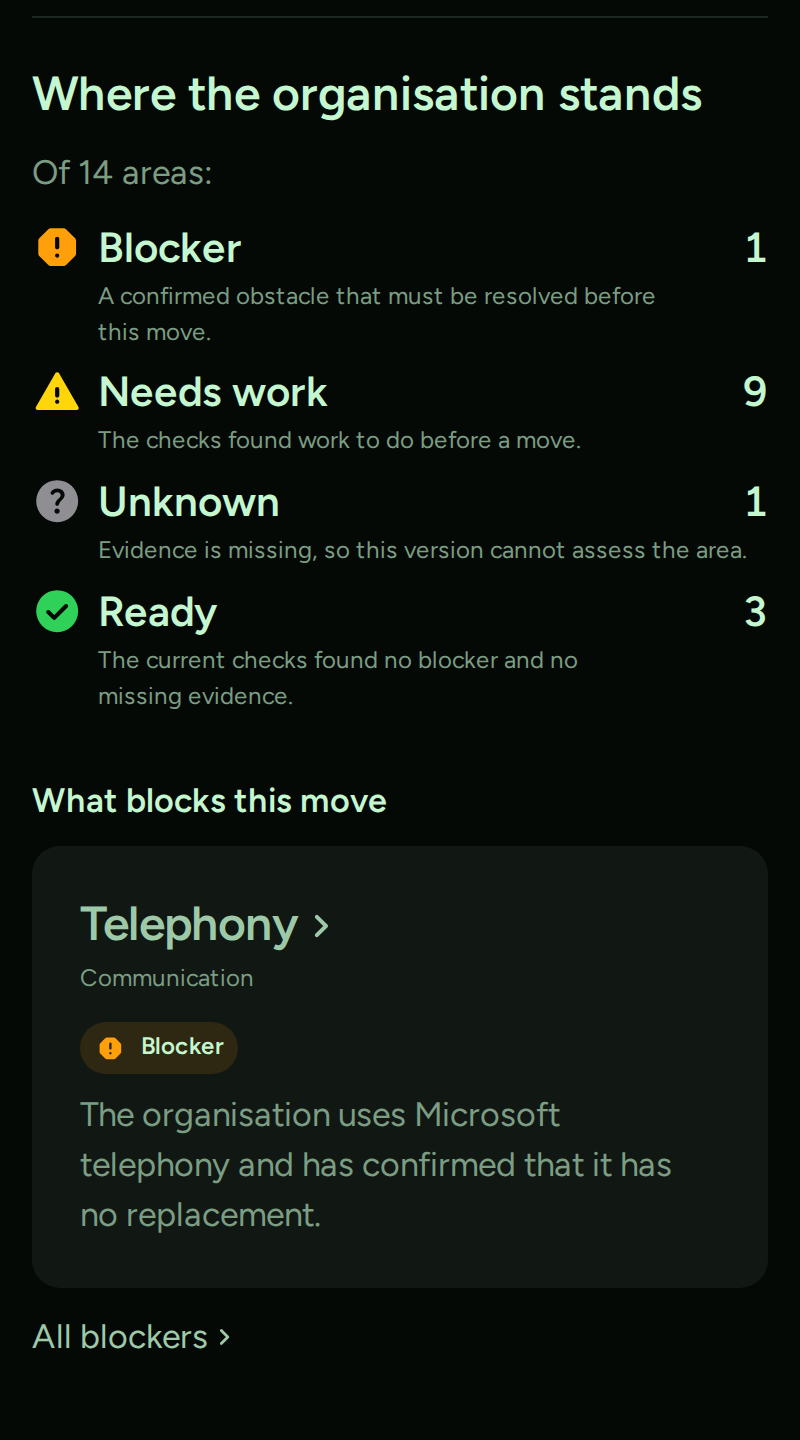 Where the organisation stands
Of 14 areas:
Blocker 1
A confirmed obstacle that must be resolved before
this move.
Needs work 9
The checks found work to do before a move.
Unknown 1
Evidence is missing, so this version cannot assess the area.
Ready 3
The current checks found no blocker and no
missing evidence.
What blocks this move
Telephony
Communication
Blocker
The organisation uses Microsoft
telephony and has confirmed that it has
no replacement.
All blockers